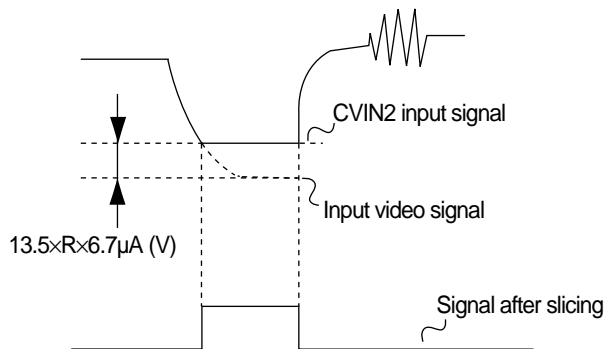 CVIN2 input signal
Input video signal
13.5×R×6.7µA (V)
Signal after slicing